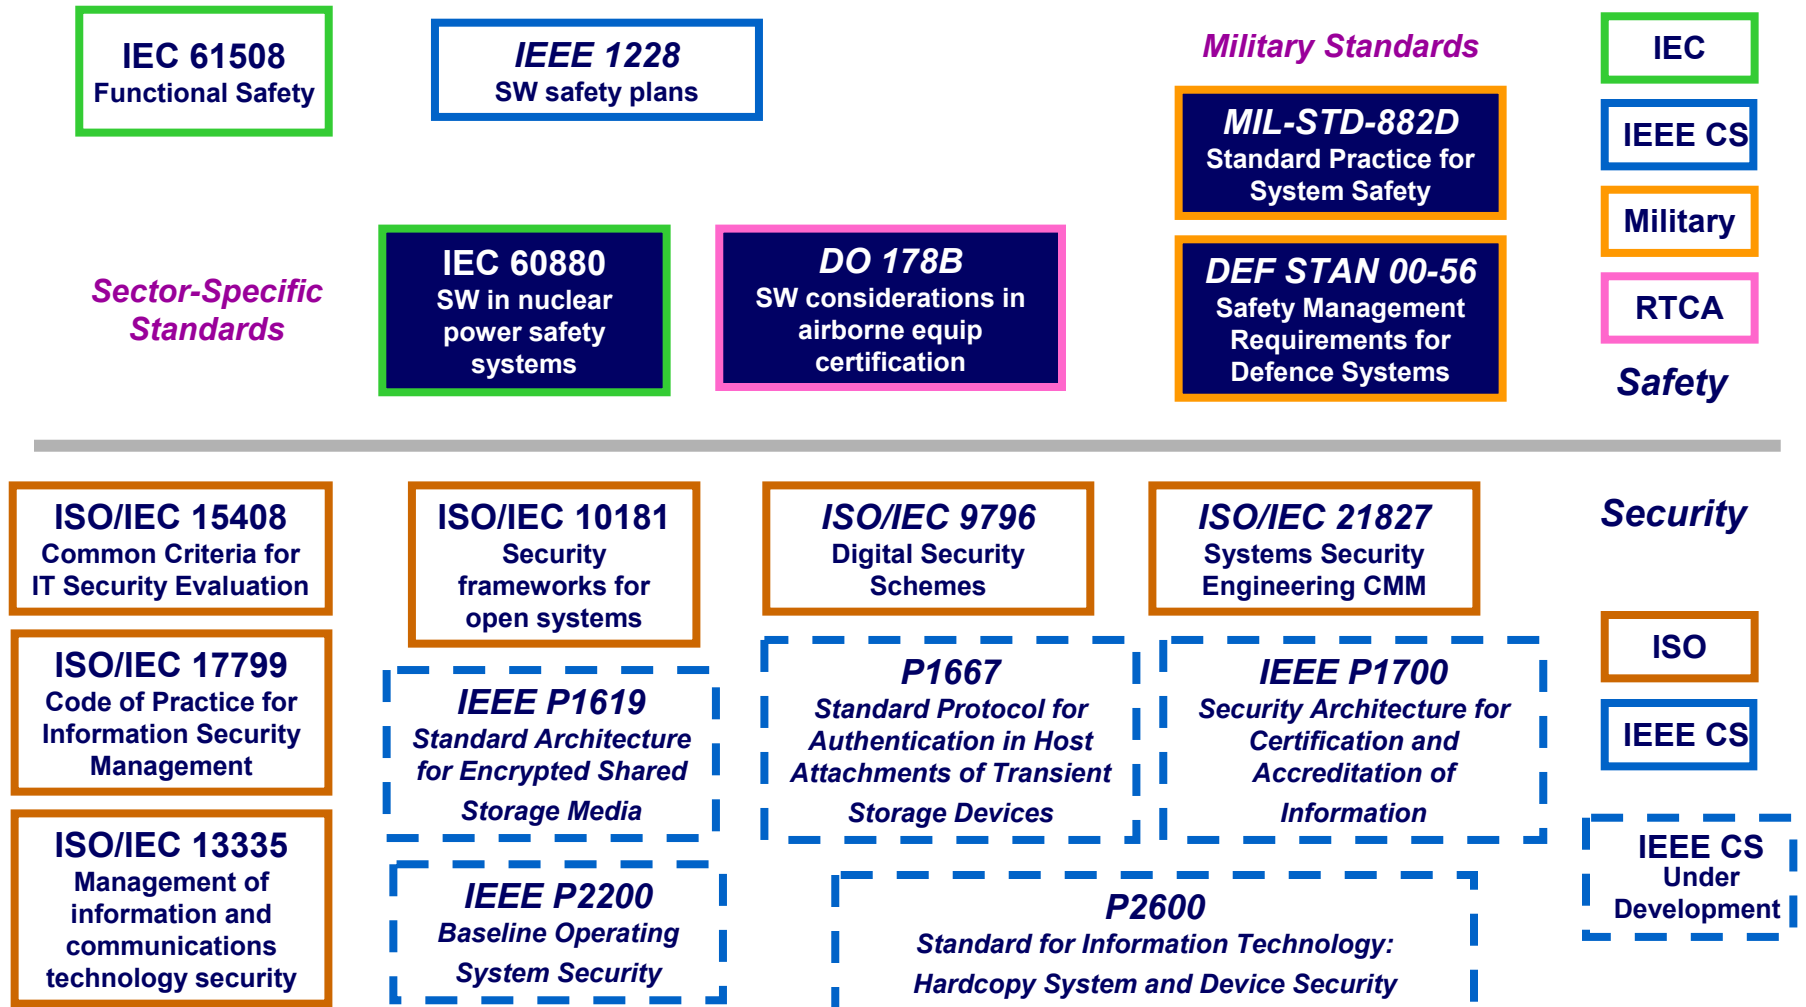 IEC 61508
Functional Safety
IEEE 1228
SW safety plans
Military Standards
MIL-STD-882D
Standard Practice for
System Safety
IEC
IEEE CS
Military
RTCA
Safety
Sector-Specific
Standards
IEC 60880
SW in nuclear
power safety
systems
DO 178B
SW considerations in
airborne equip
certification
DEF STAN 00-56
Safety Management
Requirements for
Defence Systems
ISO/IEC 15408
Common Criteria for
IT Security Evaluation
ISO/IEC 10181
Security
frameworks for
open systems
ISO/IEC 9796
Digital Security
Schemes
ISO/IEC 21827
Systems Security
Engineering CMM
Security
ISO/IEC 17799
Code of Practice for
Information Security
Management
IEEE P1619
Standard Architecture
for Encrypted Shared
Storage Media
P1667
Standard Protocol for
Authentication in Host
Attachments of Transient
Storage Devices
IEEE P1700
Security Architecture for
Certification and
Accreditation of
Information
ISO
IEEE CS
ISO/IEC 13335
Management of
information and
communications
technology security
IEEE P2200
Baseline Operating
System Security
P2600
Standard for Information Technology:
Hardcopy System and Device Security
IEEE CS
Under
Development